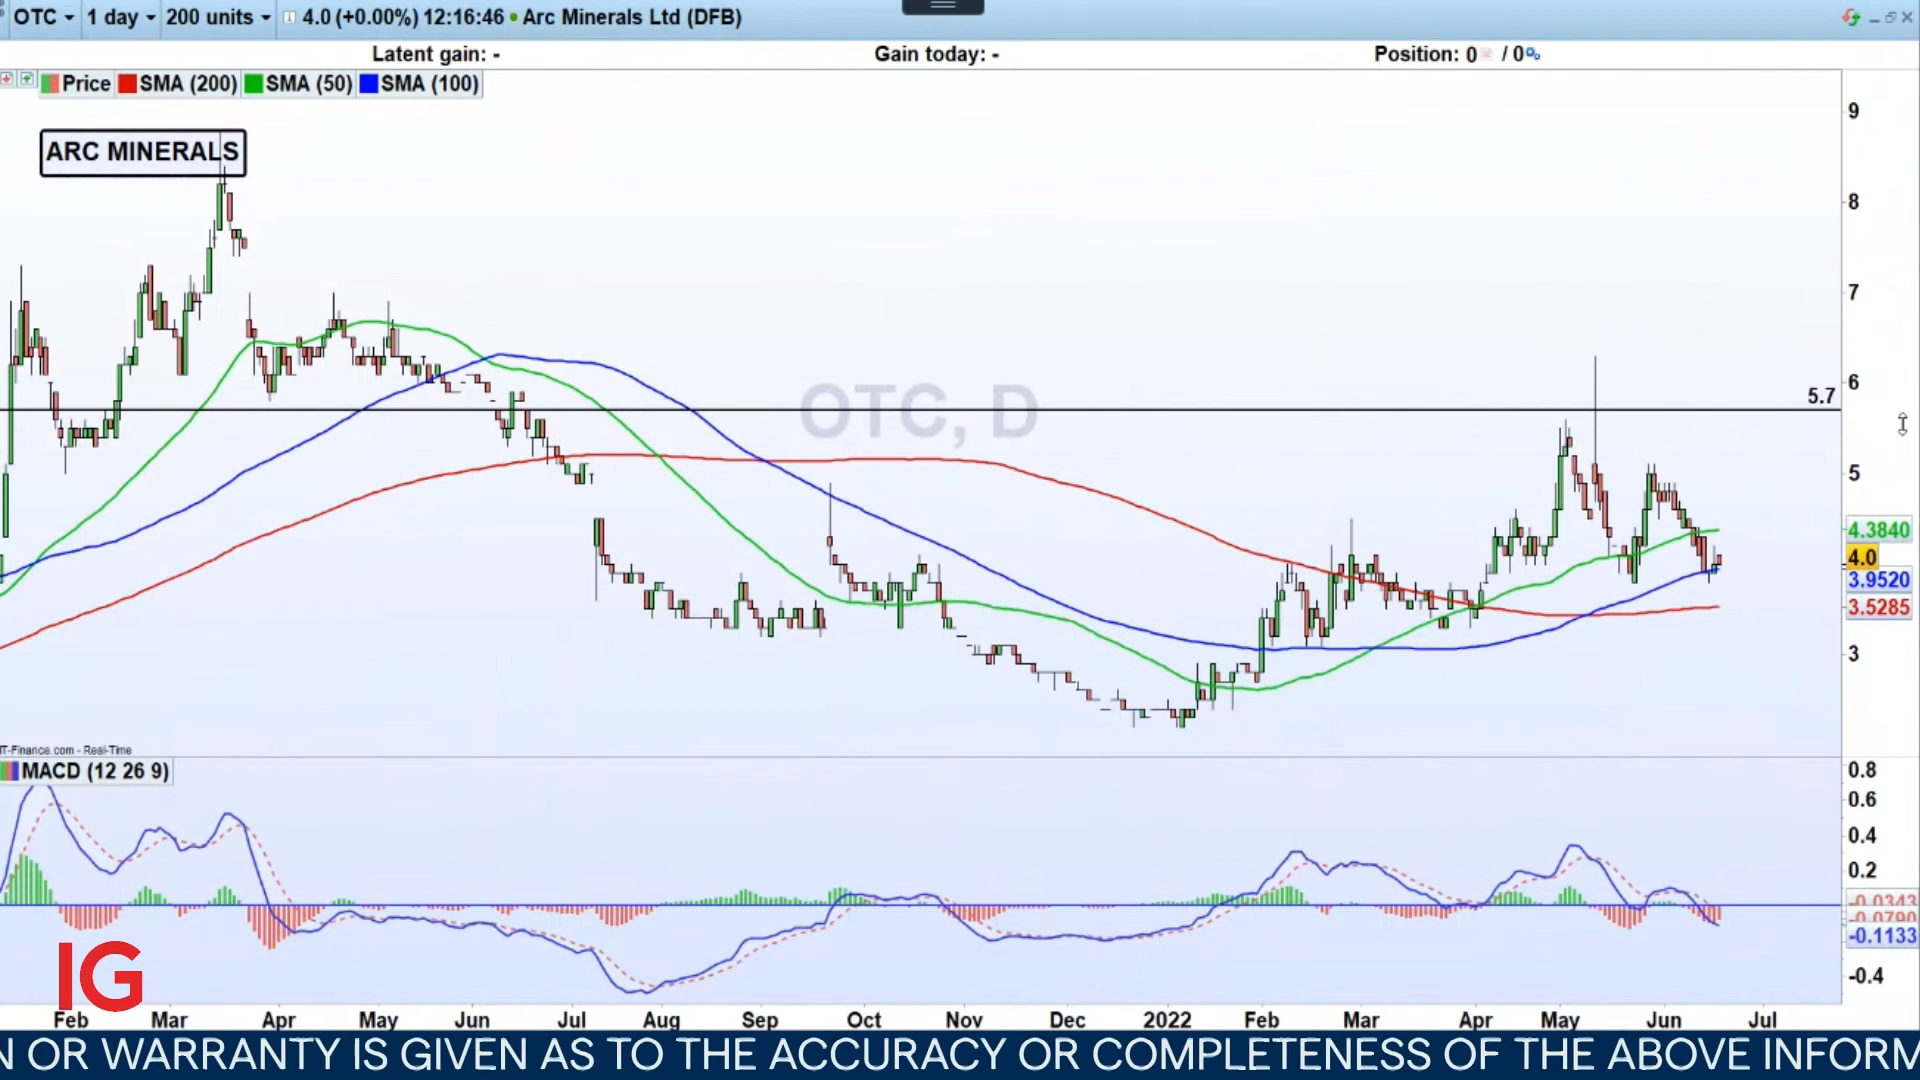 OTC 1 day 200 units 4.0 (+0.00%) 12:16:46 • Arc Minerals Ltd (DFB)
Latent gain: - Gain today: - Position: 0 / 0
Price SMA (200) SMA (50) SMA (100)
ARC MINERALS
OTC, D
9
8
7
6
5.7
5
4.3840
4.0
3.9520
3.5285
3
IT-Finance.com - Real-Time
MACD (12 26 9)
0.8
0.6
0.4
0.2
-0.0343
-0.0790
-0.1133
-0.4
IG
Feb Mar Apr May Jun Jul Aug Sep Oct Nov Dec 2022 Feb Mar Apr May Jun Jul
N OR WARRANTY IS GIVEN AS TO THE ACCURACY OR COMPLETENESS OF THE ABOVE INFORM